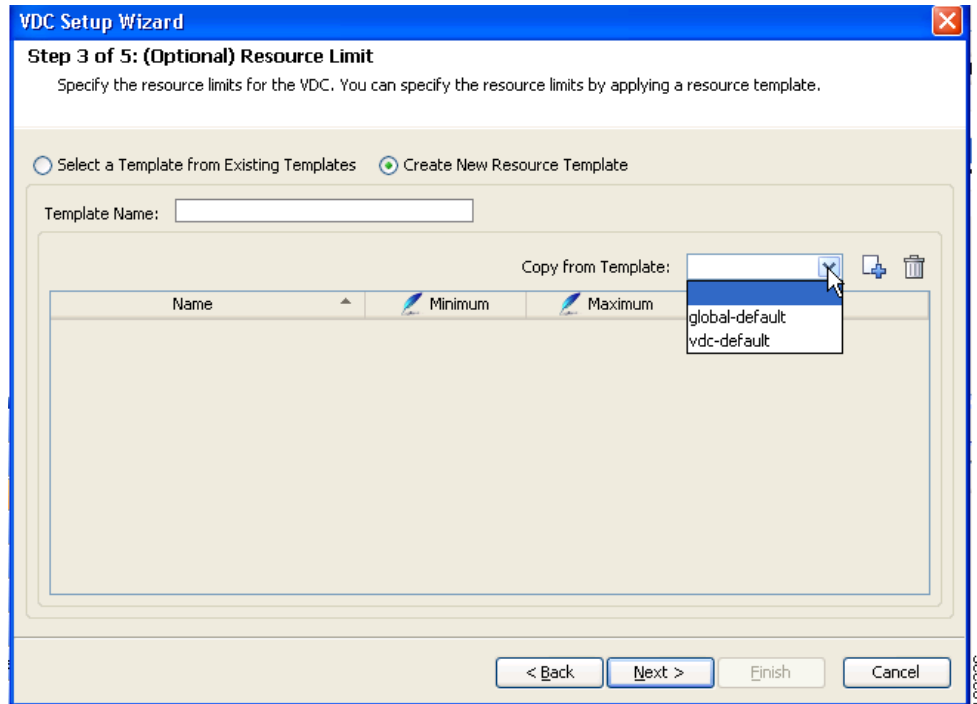 VDC Setup Wizard
Step 3 of 5: (Optional) Resource Limit
Specify the resource limits for the VDC. You can specify the resource limits by applying a resource template.
Select a Template from Existing Templates Create New Resource Template
Template Name:
Copy from Template:
Name Minimum Maximum
global-default
vdc-default
< Back Next > Finish Cancel